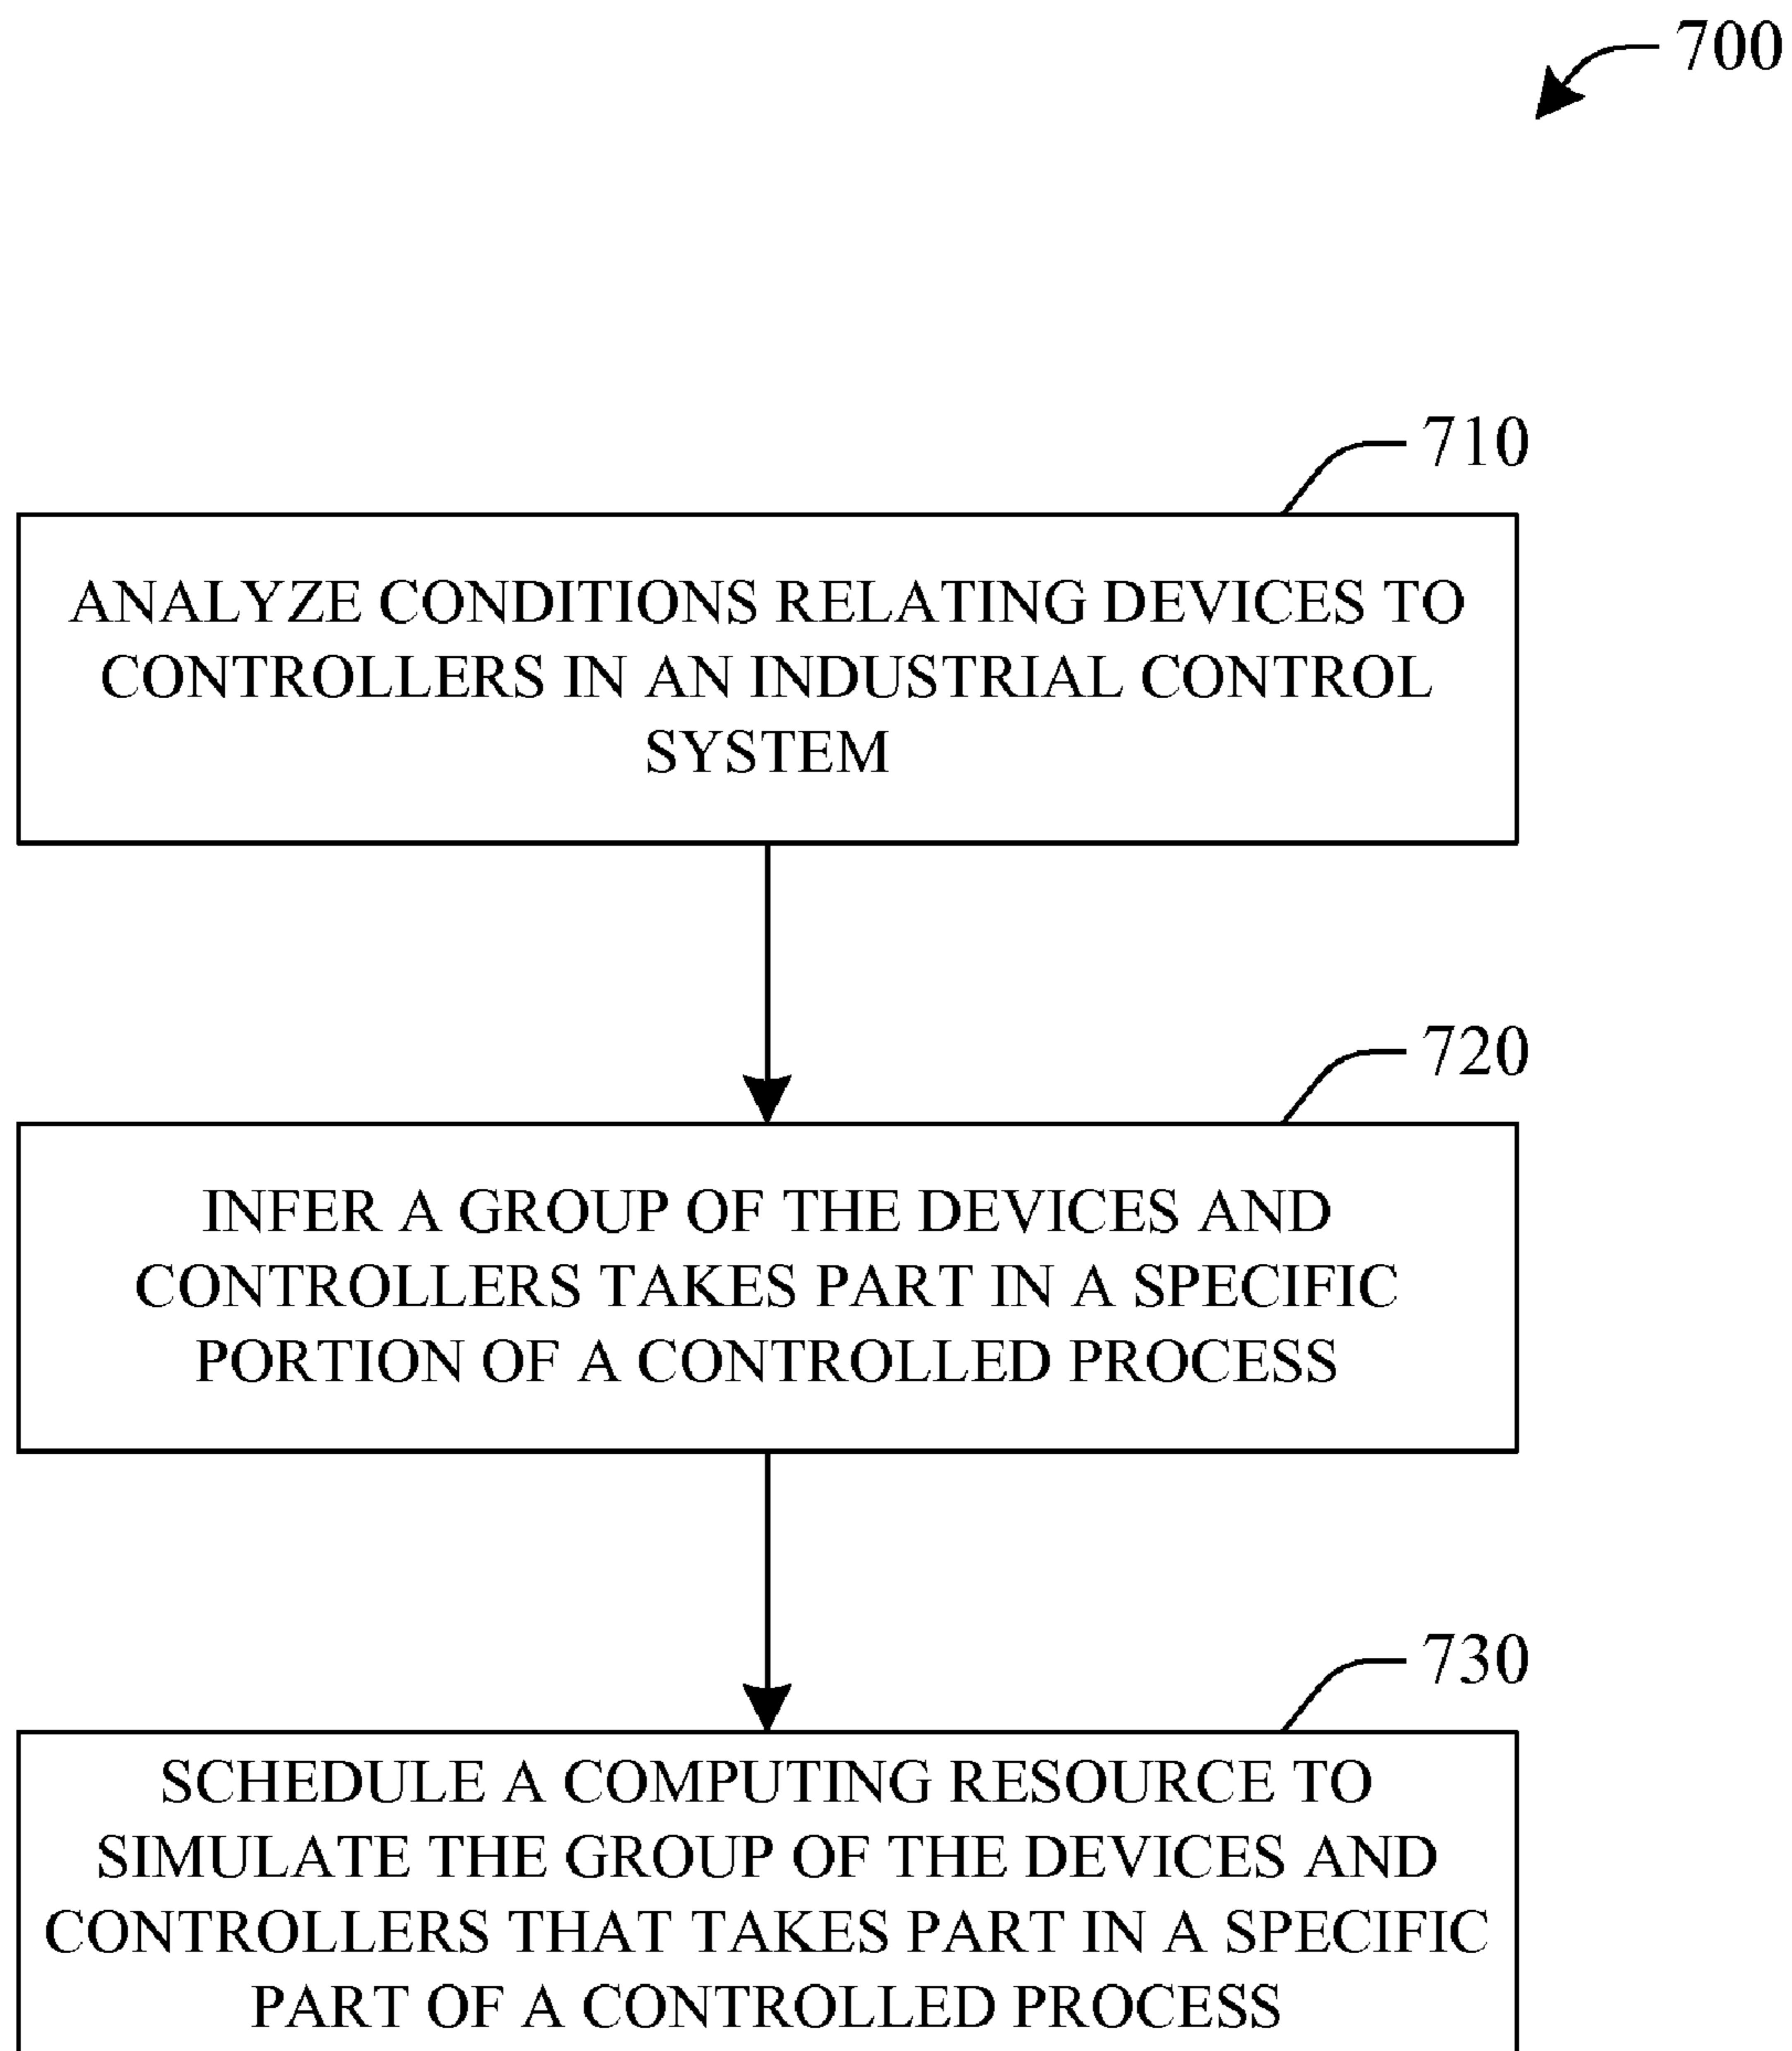 700
710
ANALYZE CONDITIONS RELATING DEVICES TO
CONTROLLERS IN AN INDUSTRIAL CONTROL
SYSTEM
720
INFER A GROUP OF THE DEVICES AND
CONTROLLERS TAKES PART IN A SPECIFIC
PORTION OF A CONTROLLED PROCESS
730
SCHEDULE A COMPUTING RESOURCE TO
SIMULATE THE GROUP OF THE DEVICES AND
CONTROLLERS THAT TAKES PART IN A SPECIFIC
PART OF A CONTROLLED PROCESS